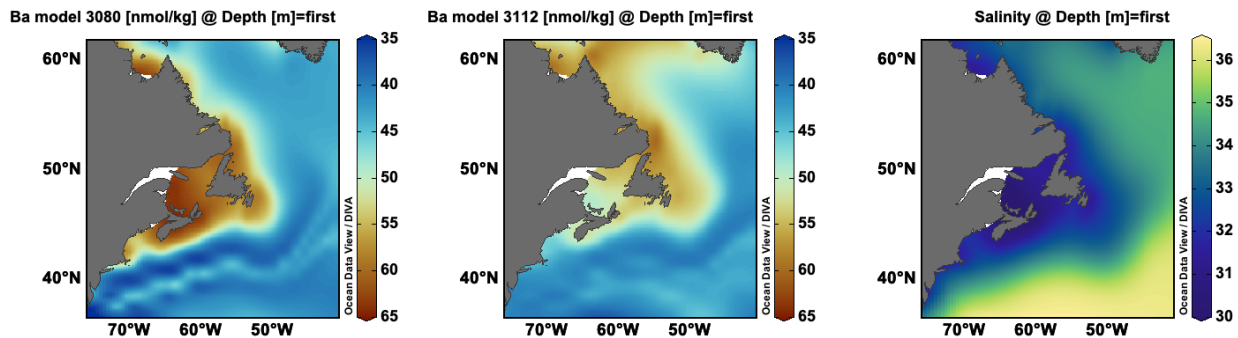 Ba model 3080 [nmol/kg] @ Depth [m]=first
60°N
50°N
40°N
70°W 60°W 50°W
35
40
45
50
55
60
65
Ocean Data View / DIVA
Ba model 3112 [nmol/kg] @ Depth [m]=first
60°N
50°N
40°N
70°W 60°W 50°W
35
40
45
50
55
60
65
Ocean Data View / DIVA
Salinity @ Depth [m]=first
60°N
50°N
40°N
70°W 60°W 50°W
36
35
34
33
32
31
30
Ocean Data View / DIVA